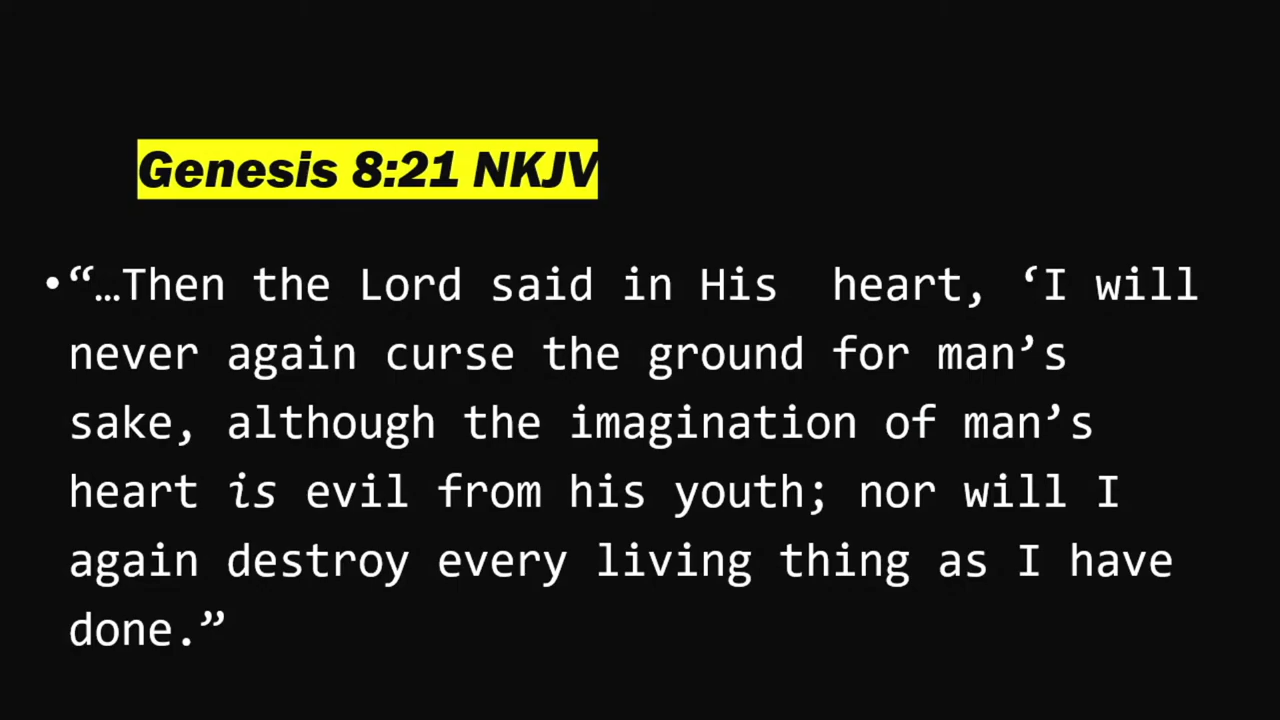 Genesis 8:21 NKJV
•“…Then the Lord said in His  heart, ‘I will
never again curse the ground for man’s
sake, although the imagination of man’s
heart is evil from his youth; nor will I
again destroy every living thing as I have
done.”